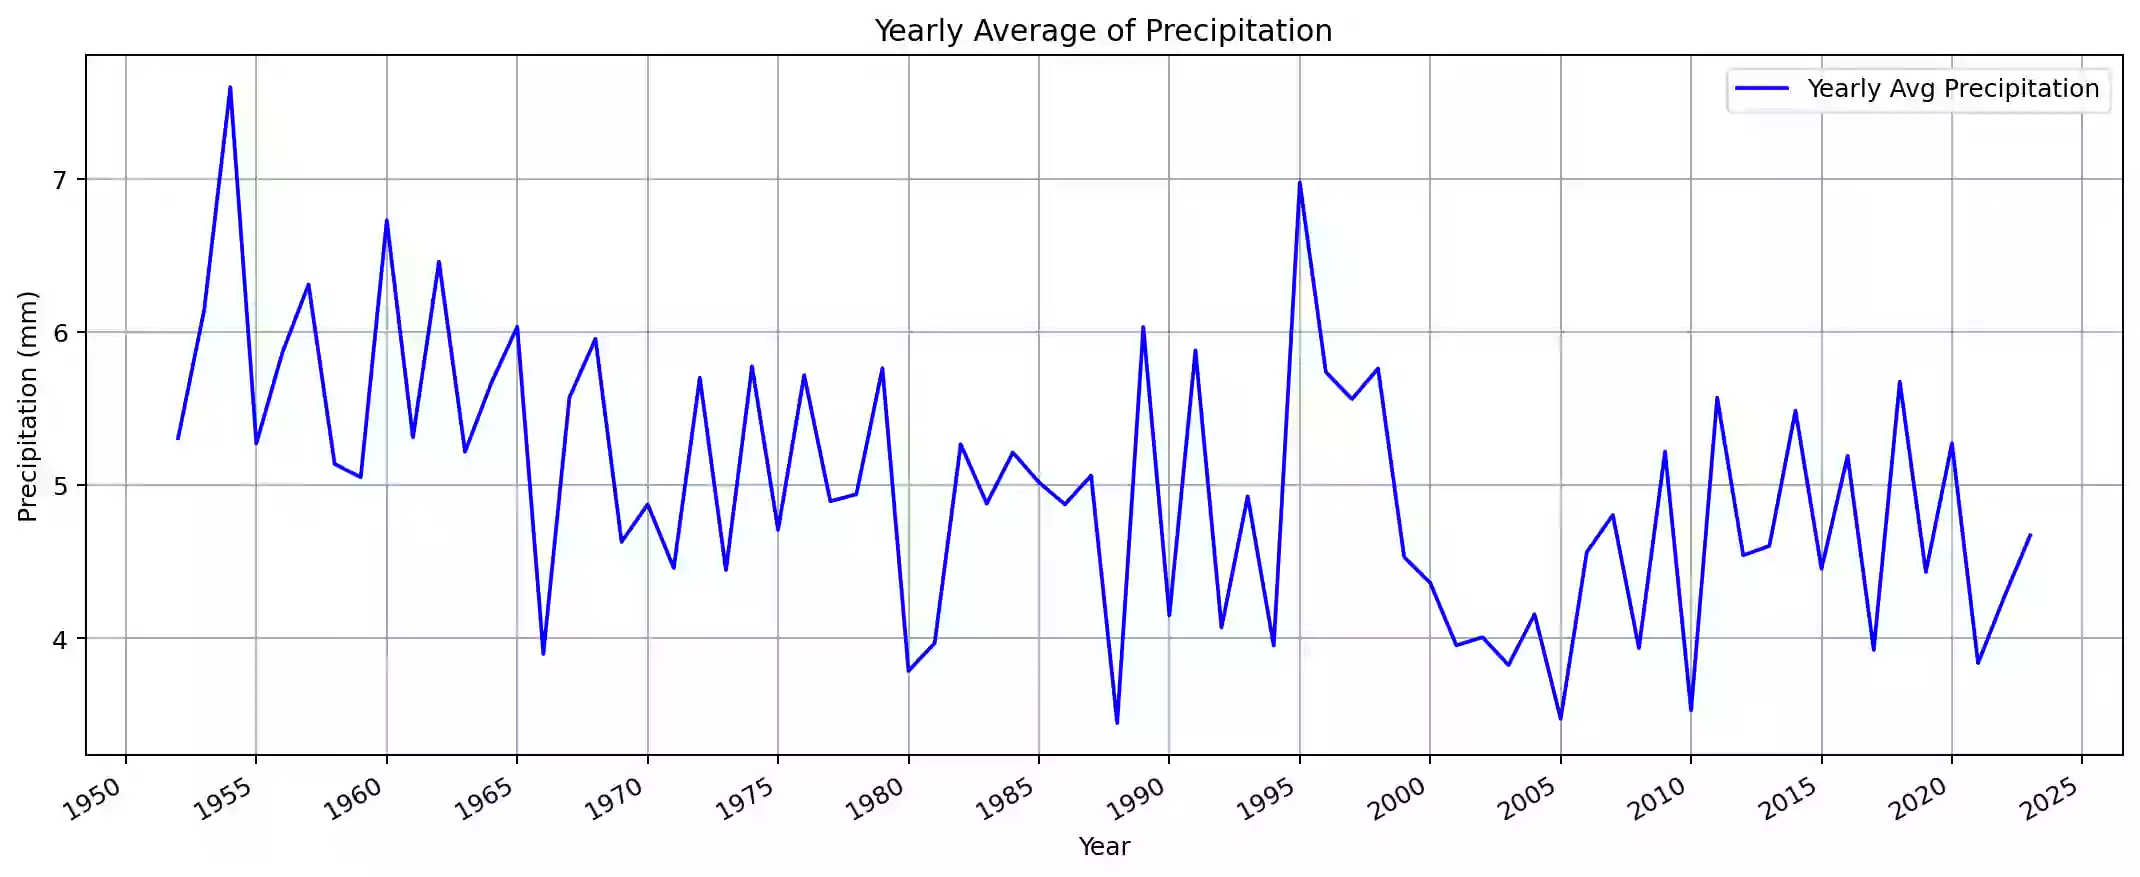 Yearly Average of Precipitation
Yearly Avg Precipitation
Precipitation (mm)
7
6
5
4
1950 1955 1960 1965 1970 1975 1980 1985 1990 1995 2000 2005 2010 2015 2020 2025
Year